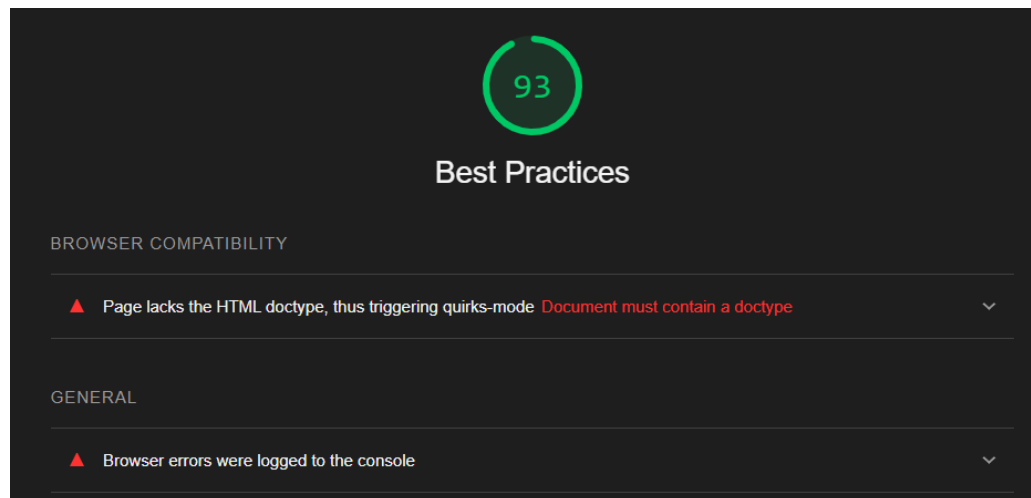 93
Best Practices
BROWSER COMPATIBILITY
Page lacks the HTML doctype, thus triggering quirks-mode Document must contain a doctype
GENERAL
Browser errors were logged to the console